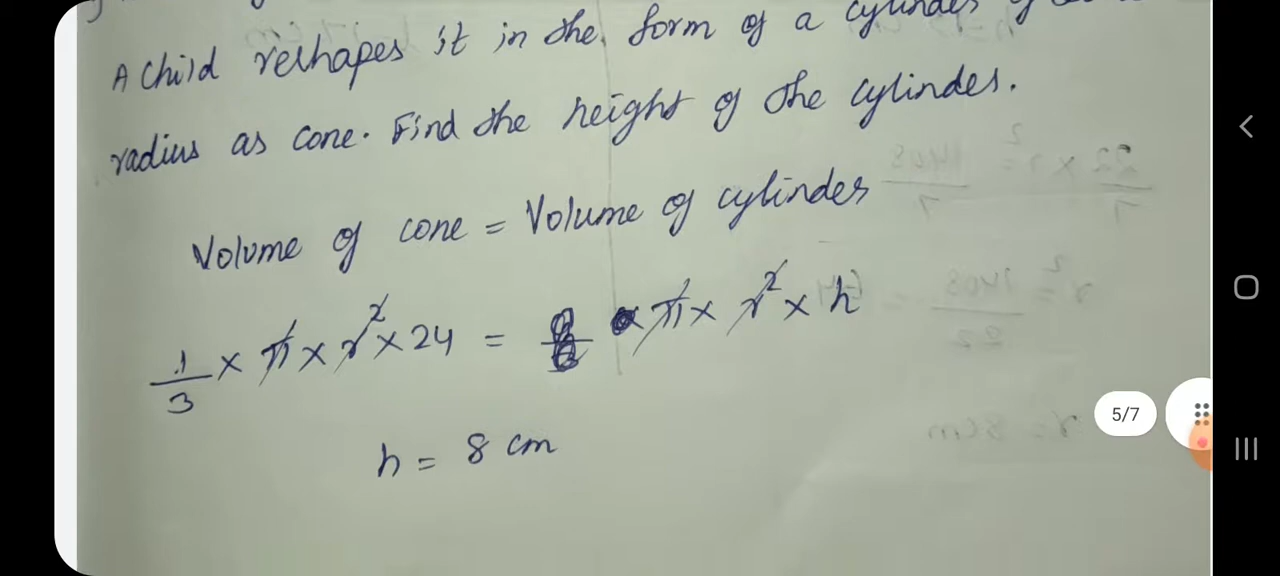 A child reshapes it in the form of a cylinder
radius as cone. Find the height of the cylinder.
Volume of cone = Volume of cylinder
1/3 × π × r² × 24 = π × r² × h
h = 8 cm
5/7